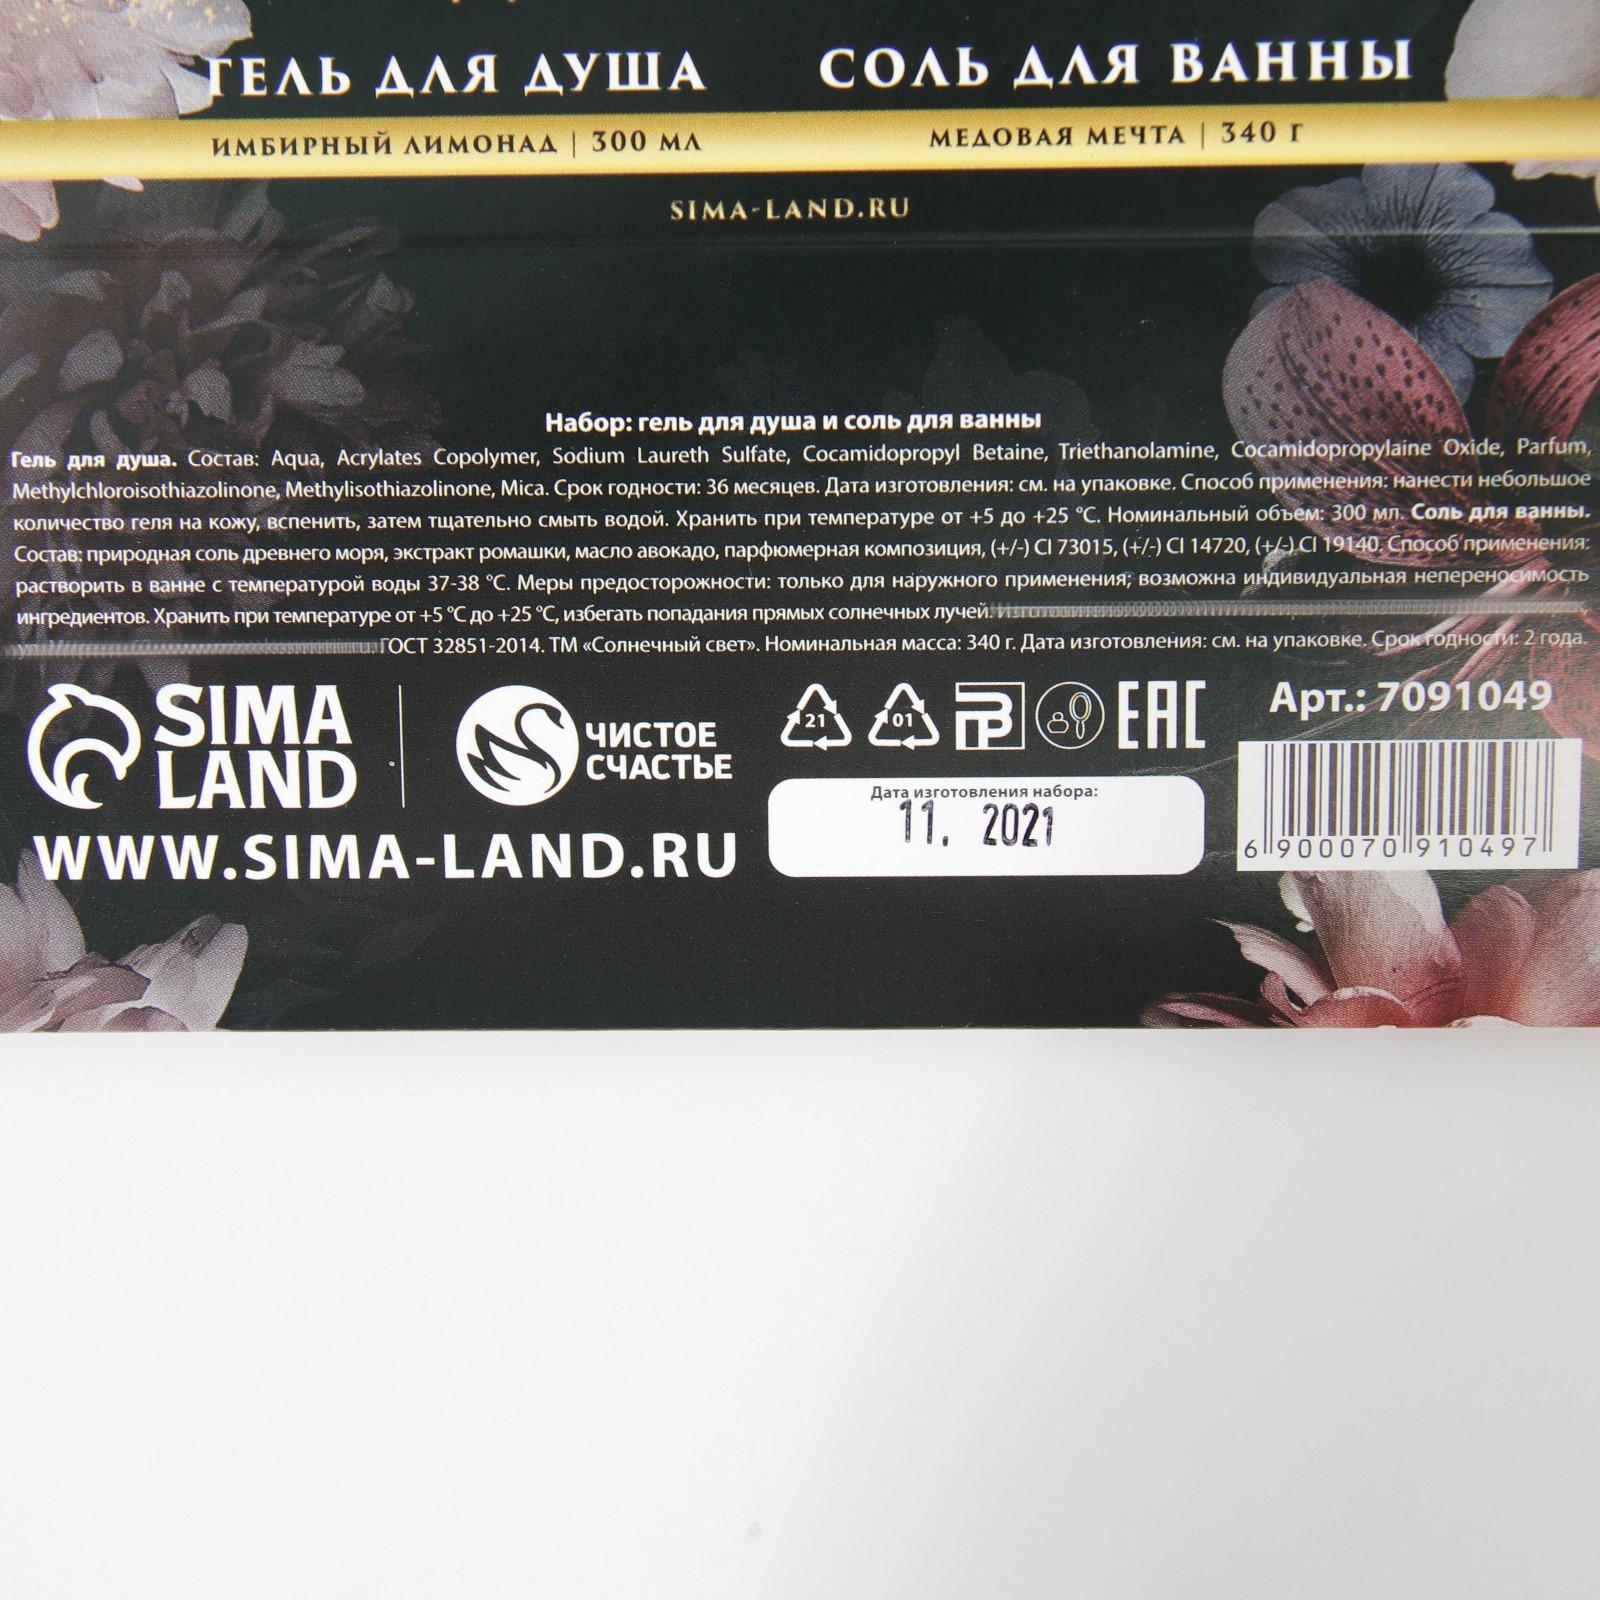 ГЕЛЬ ДЛЯ ДУША
СОЛЬ ДЛЯ ВАННЫ
ИМБИРНЫЙ ЛИМОНАД | 300 МЛ
МЕДОВАЯ МЕЧТА | 340 Г
SIMA-LAND.RU
Набор: гель для душа и соль для ванны
Гель для душа. Состав: Aqua, Acrylates Copolymer, Sodium Laureth Sulfate, Cocamidopropyl Betaine, Triethanolamine, Cocamidopropylaine Oxide, Parfum,
Methylchloroisothiazolinone, Methylisothiazolinone, Mica. Срок годности: 36 месяцев. Дата изготовления: см. на упаковке. Способ применения: нанести небольшое
количество геля на кожу, вспенить, затем тщательно смыть водой. Хранить при температуре от +5 до +25 °C. Номинальный объем: 300 мл. Соль для ванны.
Состав: природная соль древнего моря, экстракт ромашки, масло авокадо, парфюмерная композиция, (+/-) CI 73015, (+/-) CI 14720, (+/-) CI 19140. Способ применения:
растворить в ванне с температурой воды 37-38 °C. Меры предосторожности: только для наружного применения; возможна индивидуальная непереносимость
ингредиентов. Хранить при температуре от +5 °C до +25 °C, избегать попадания прямых солнечных лучей.
ГОСТ 32851-2014. ТМ «Солнечный свет». Номинальная масса: 340 г. Дата изготовления: см. на упаковке. Срок годности: 2 года.
SIMA
LAND
ЧИСТОЕ
СЧАСТЬЕ
21
01
EAC
Арт.: 7091049
Дата изготовления набора:
11. 2021
WWW.SIMA-LAND.RU
6 900070 910497